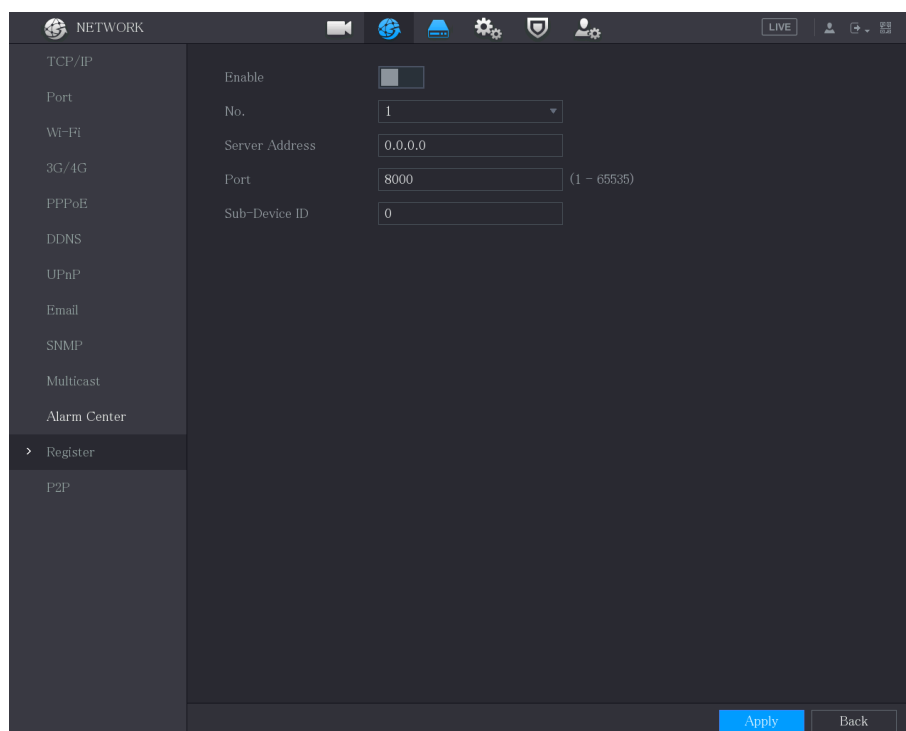 NETWORK
LIVE
TCP/IP
Port
Wi-Fi
3G/4G
PPPoE
DDNS
UPnP
Email
SNMP
Multicast
Alarm Center
Register
P2P
Enable
No. 1
Server Address 0.0.0.0
Port 8000 (1 - 65535)
Sub-Device ID 0
Apply Back